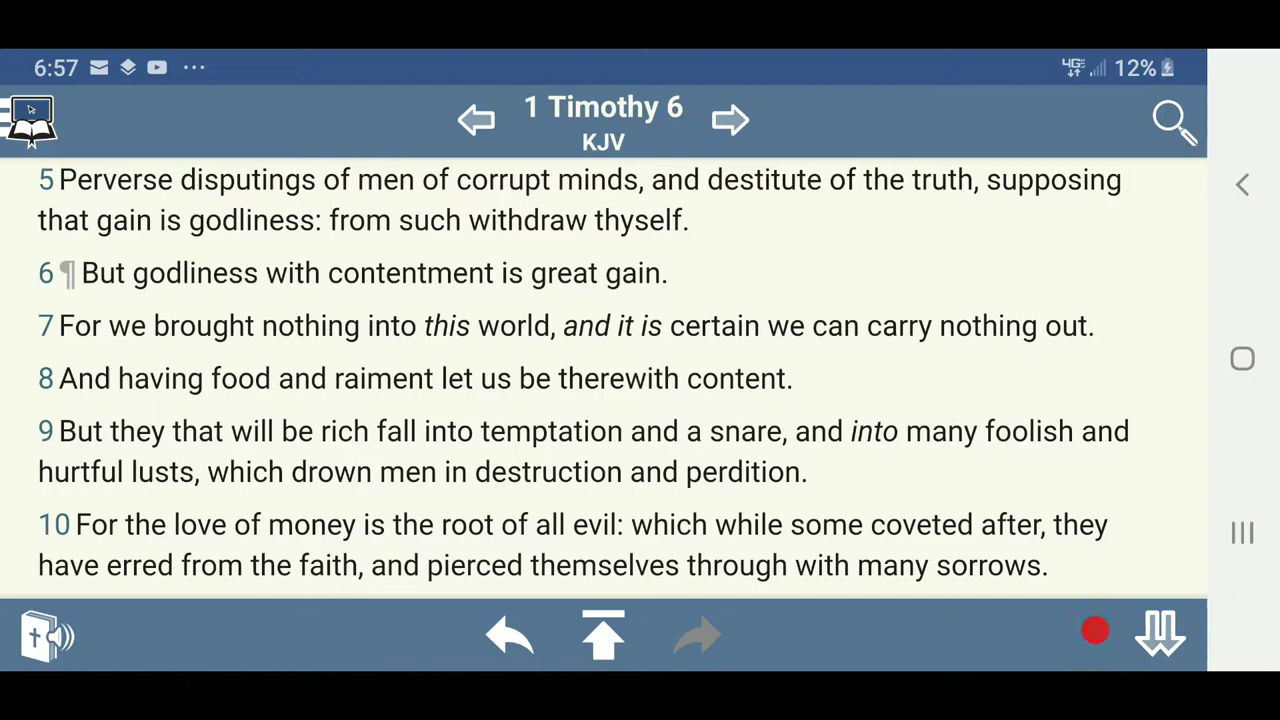 6:57 ... 4GE 12%
1 Timothy 6
KJV
5 Perverse disputings of men of corrupt minds, and destitute of the truth, supposing
that gain is godliness: from such withdraw thyself.
6 ¶ But godliness with contentment is great gain.
7 For we brought nothing into this world, and it is certain we can carry nothing out.
8 And having food and raiment let us be therewith content.
9 But they that will be rich fall into temptation and a snare, and into many foolish and
hurtful lusts, which drown men in destruction and perdition.
10 For the love of money is the root of all evil: which while some coveted after, they
have erred from the faith, and pierced themselves through with many sorrows.